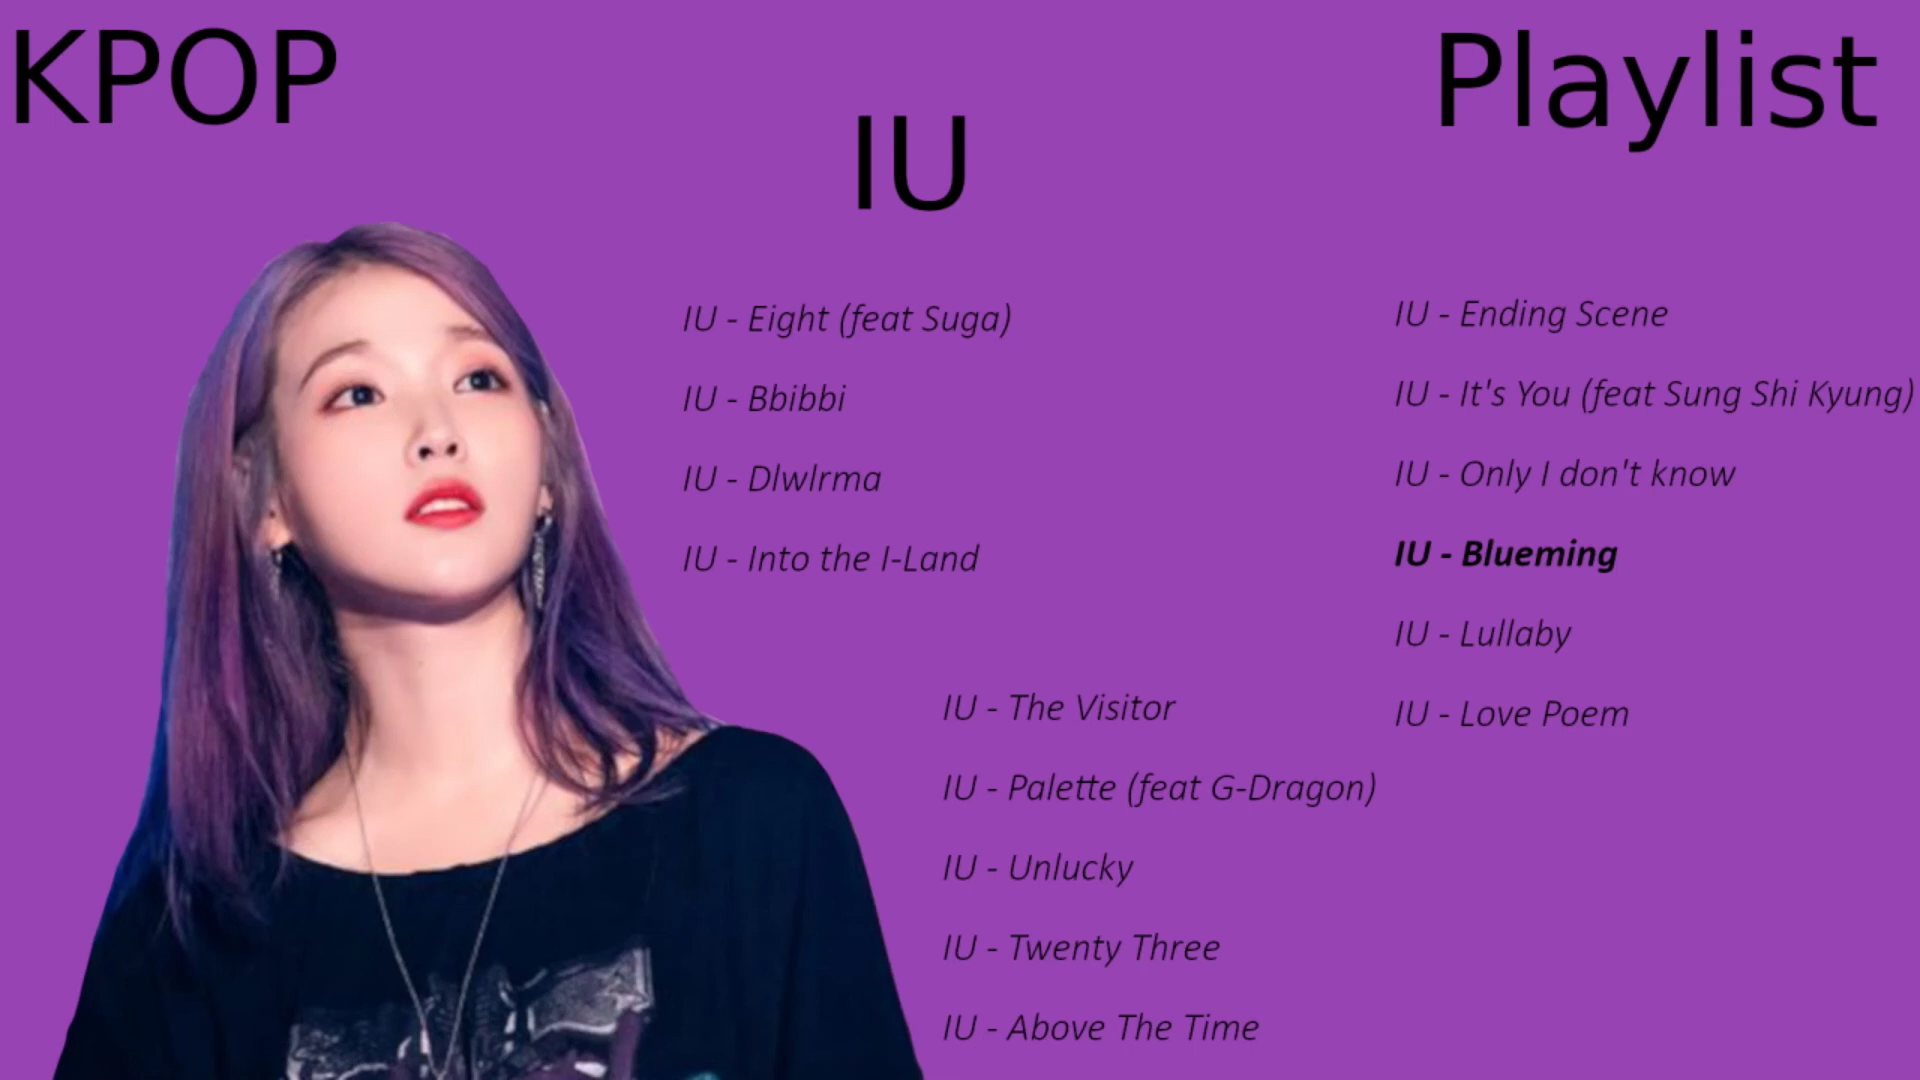 KPOP
Playlist
IU
IU - Eight (feat Suga)
IU - Bbibbi
IU - Dlwlrma
IU - Into the I-Land
IU - The Visitor
IU - Palette (feat G-Dragon)
IU - Unlucky
IU - Twenty Three
IU - Above The Time
IU - Ending Scene
IU - It's You (feat Sung Shi Kyung)
IU - Only I don't know
IU - Blueming
IU - Lullaby
IU - Love Poem